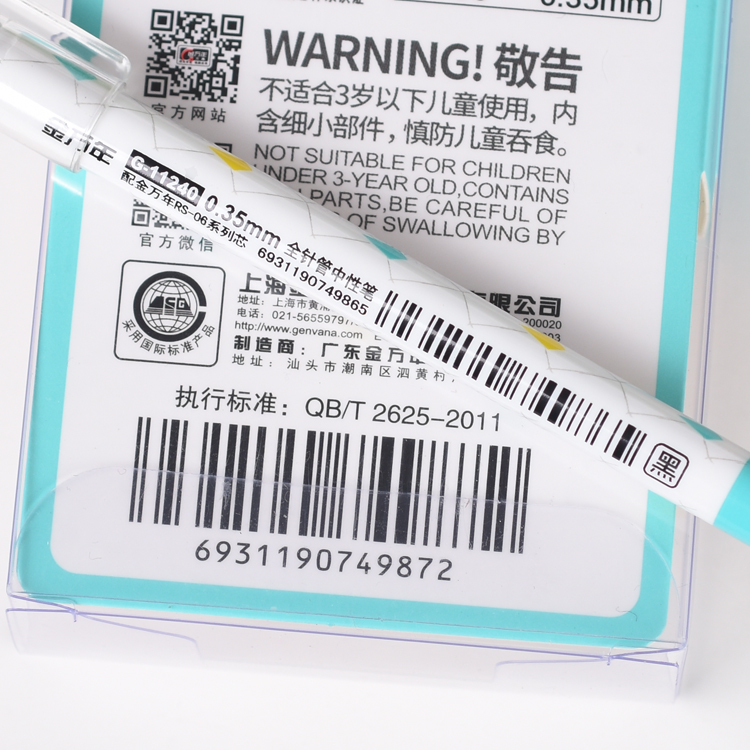 0.35mm
WARNING! 敬告
不适合3岁以下儿童使用，内
含细小部件，慎防儿童吞食。
NOT SUITABLE FOR CHILDREN
UNDER 3-YEAR OLD,CONTAINS
PARTS,BE CAREFUL OF
OF SWALLOWING BY
官方网站
官方微信
金万年
G-11240
0.35mm 全针管中性笔
配金万年RS-06系列芯
6931190749865
黑
上海
有限公司
地址：上海市黄
200020
电话：021-5655979
http://www.genvana.com
制造商：广东金万年
地址：汕头市潮南区泗黄村，
采用国际标准产品
执行标准：QB/T 2625-2011
6931190749872